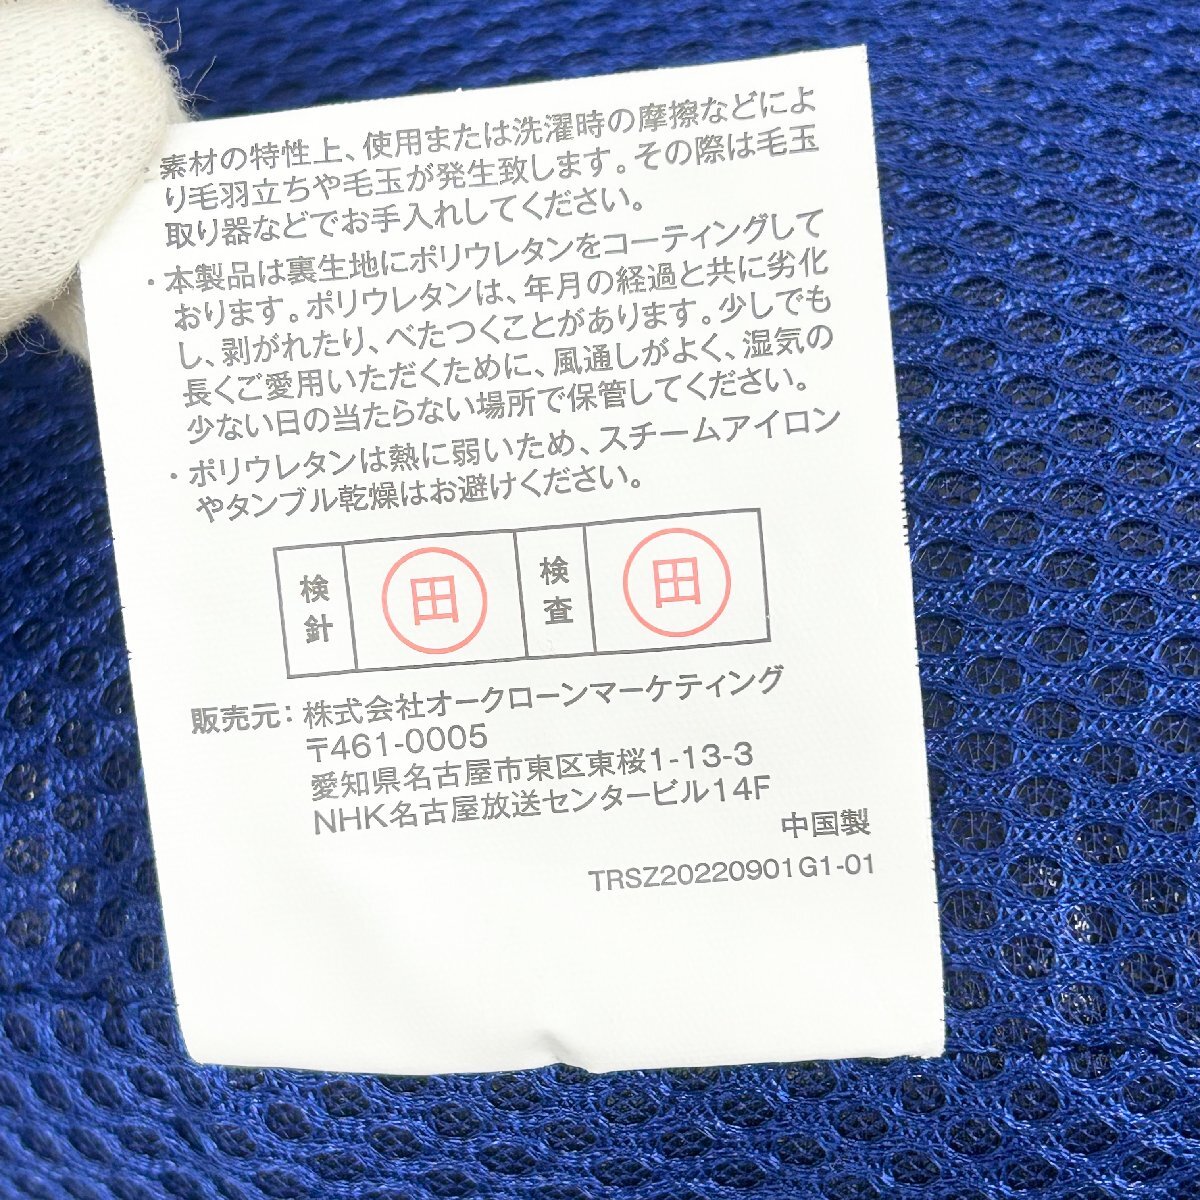 ・素材の特性上、使用または洗濯時の摩擦などによ
り毛羽立ちや毛玉が発生致します。その際は毛玉
取り器などでお手入れしてください。
・本製品は裏生地にポリウレタンをコーティングして
おります。ポリウレタンは、年月の経過と共に劣化
し、剥がれたり、べたつくことがあります。少しでも
長くご愛用いただくために、風通しがよく、湿気の
少ない日の当たらない場所で保管してください。
・ポリウレタンは熱に弱いため、スチームアイロン
やタンブル乾燥はお避けください。
検針 田 検査 田
販売元：株式会社オークローンマーケティング
〒461-0005
愛知県名古屋市東区東桜1-13-3
NHK名古屋放送センタービル14F
中国製
TRSZ20220901G1-01